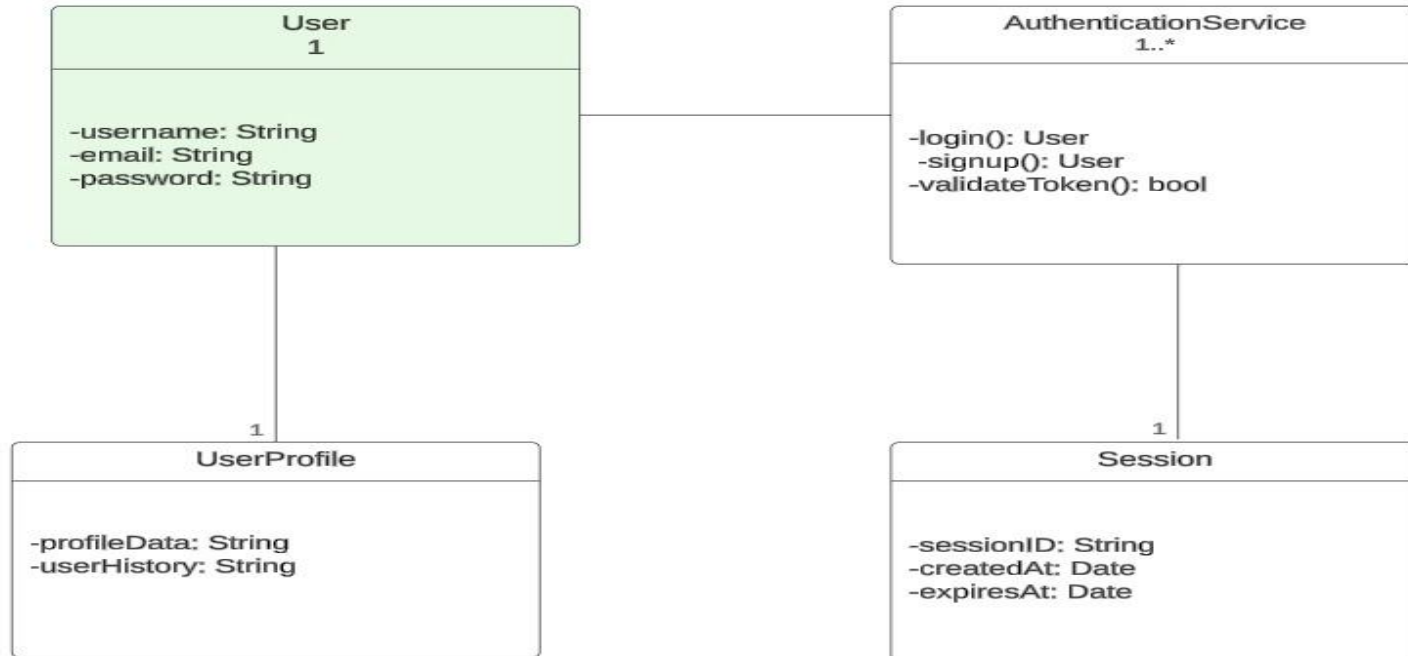 User
1
-username: String
-email: String
-password: String
AuthenticationService
1..*
-login(): User
-signup(): User
-validateToken(): bool
1
UserProfile
-profileData: String
-userHistory: String
1
Session
-sessionID: String
-createdAt: Date
-expiresAt: Date